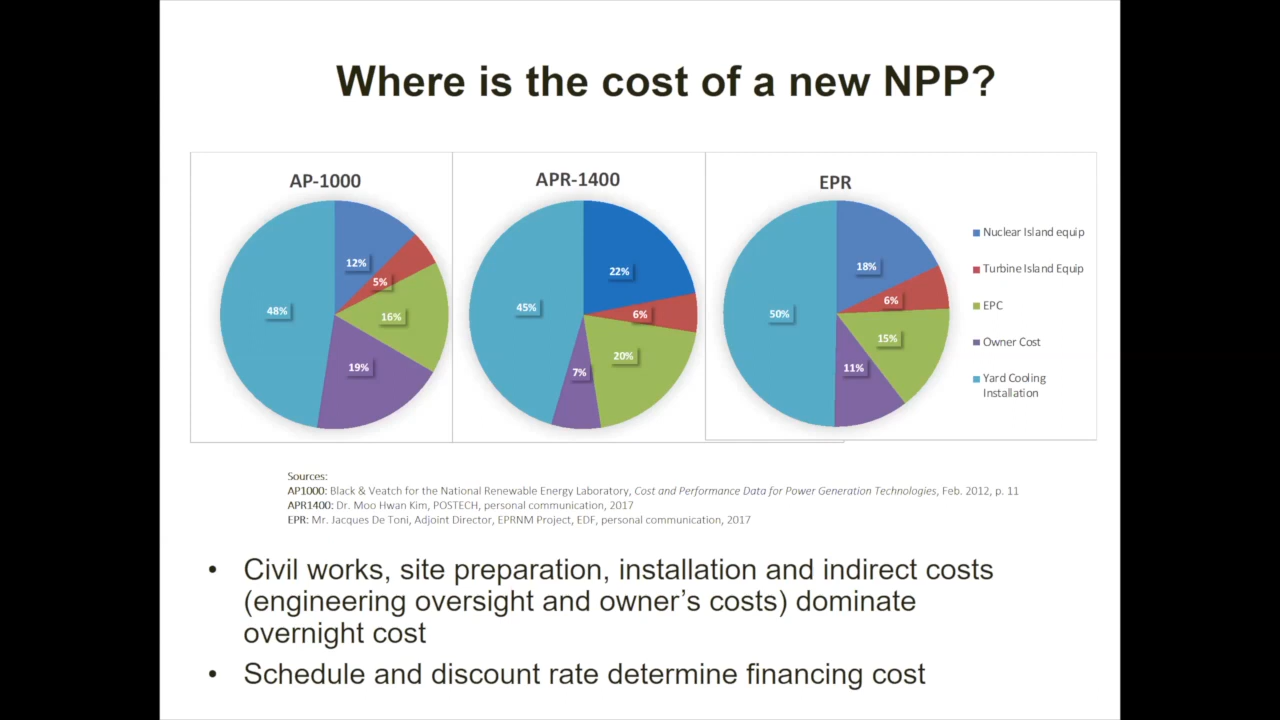 Where is the cost of a new NPP?
AP-1000
12%
5%
16%
19%
48%
APR-1400
22%
6%
20%
7%
45%
EPR
18%
6%
15%
11%
50%
Nuclear Island equip
Turbine Island Equip
EPC
Owner Cost
Yard Cooling
Installation
Sources:
AP1000: Black & Veatch for the National Renewable Energy Laboratory, Cost and Performance Data for Power Generation Technologies, Feb. 2012, p. 11
APR1400: Dr. Moo Hwan Kim, POSTECH, personal communication, 2017
EPR: Mr. Jacques De Toni, Adjoint Director, EPRNM Project, EDF, personal communication, 2017
• Civil works, site preparation, installation and indirect costs
(engineering oversight and owner's costs) dominate
overnight cost
• Schedule and discount rate determine financing cost